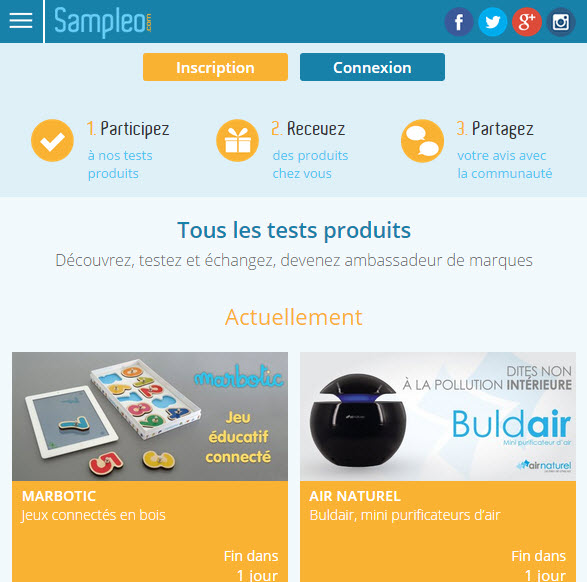 Sampleo.com
Inscription
Connexion
1. Participez
à nos tests
produits
2. Recevez
des produits
chez vous
3. Partagez
votre avis avec
la communauté
Tous les tests produits
Découvrez, testez et échangez, devenez ambassadeur de marques
Actuellement
marbotic
Jeu
éducatif
connecté
MARBOTIC
Jeux connectés en bois
Fin dans
1 jour
DITES NON
À LA POLLUTION INTÉRIEURE
Buldair
Mini purificateur d'air
airnaturel
AIR NATUREL
Buldair, mini purificateurs d'air
Fin dans
1 jour